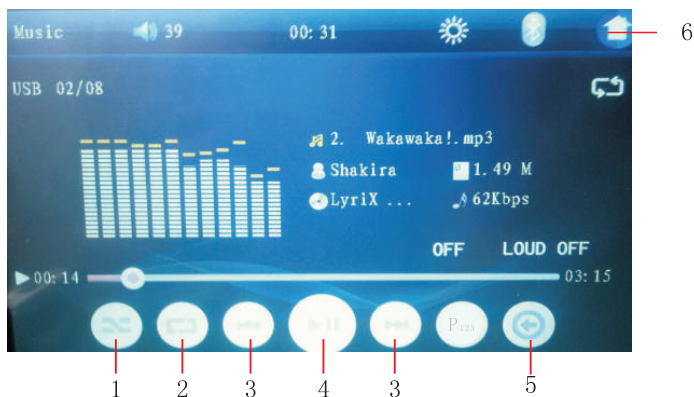 Music 39 00:31
6
USB 02/08
2. Wakawaka!.mp3
Shakira 1.49 M
LyriX ... 62Kbps
OFF LOUD OFF
00:14 03:15
P123
1 2 3 4 3 5